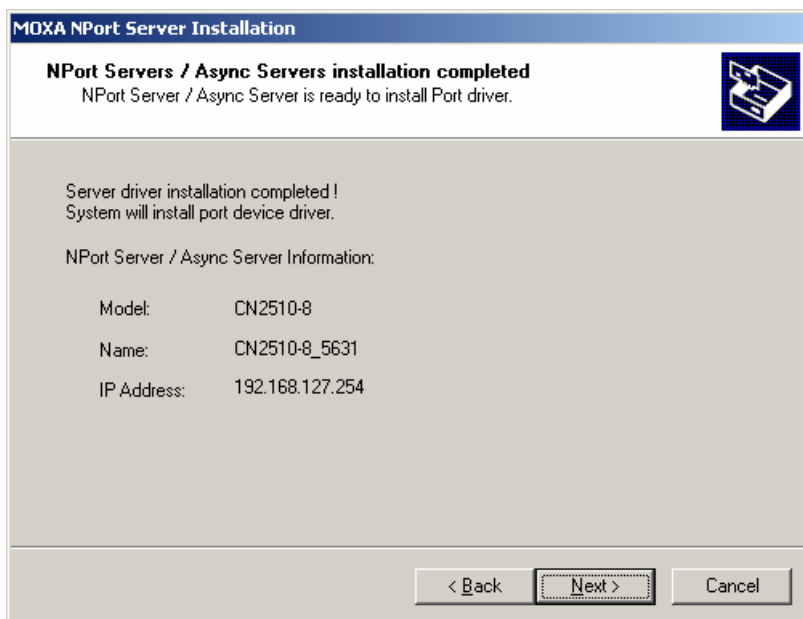 MOXA NPort Server Installation
NPort Servers / Async Servers installation completed
NPort Server / Async Server is ready to install Port driver.
Server driver installation completed !
System will install port device driver.
NPort Server / Async Server Information:
Model: CN2510-8
Name: CN2510-8_5631
IP Address: 192.168.127.254
< Back Next > Cancel